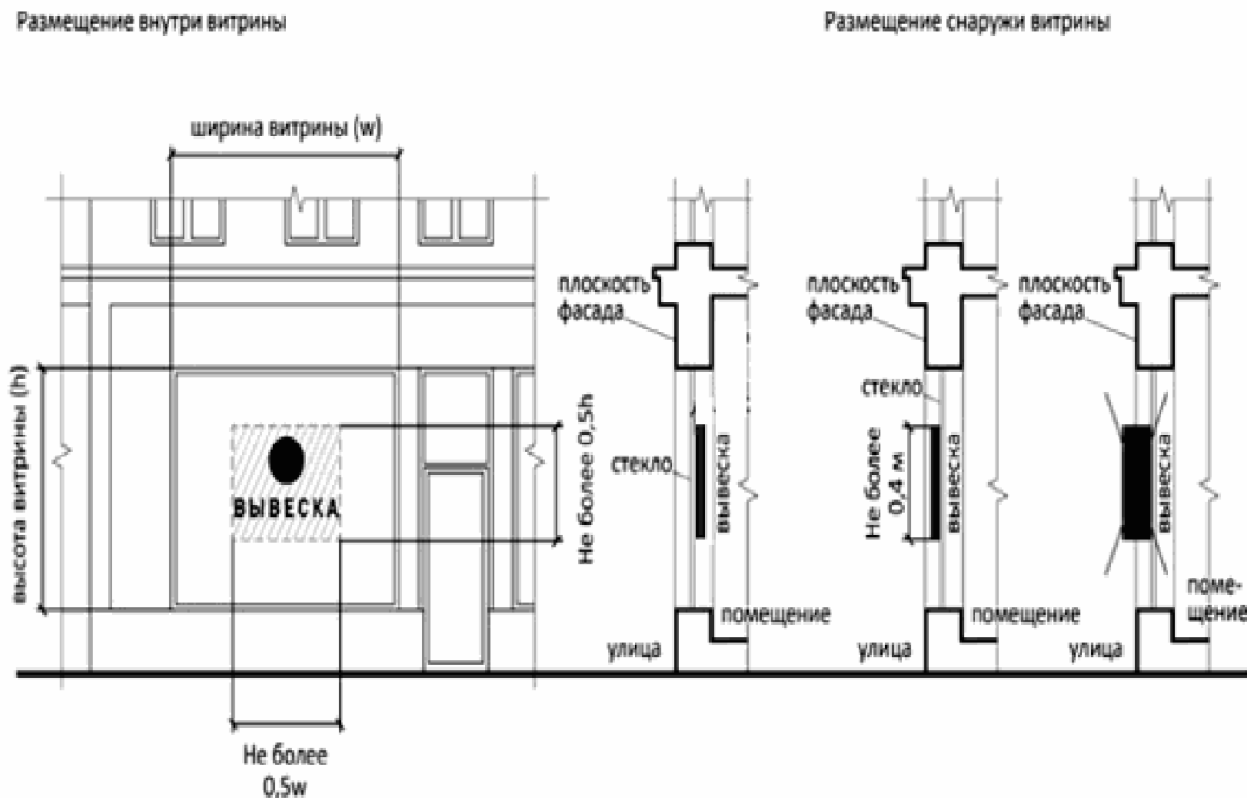 Размещение внутри витрины
Размещение снаружи витрины
ширина витрины (w)
высота витрины (h)
ВЫВЕСКА
Не более 0,5h
Не более
0,5w
плоскость
фасада
стекло
вывеска
помещение
улица
плоскость
фасада
стекло
Не более
0,4 м
вывеска
помещение
улица
плоскость
фасада
вывеска
поме-
щение
улица